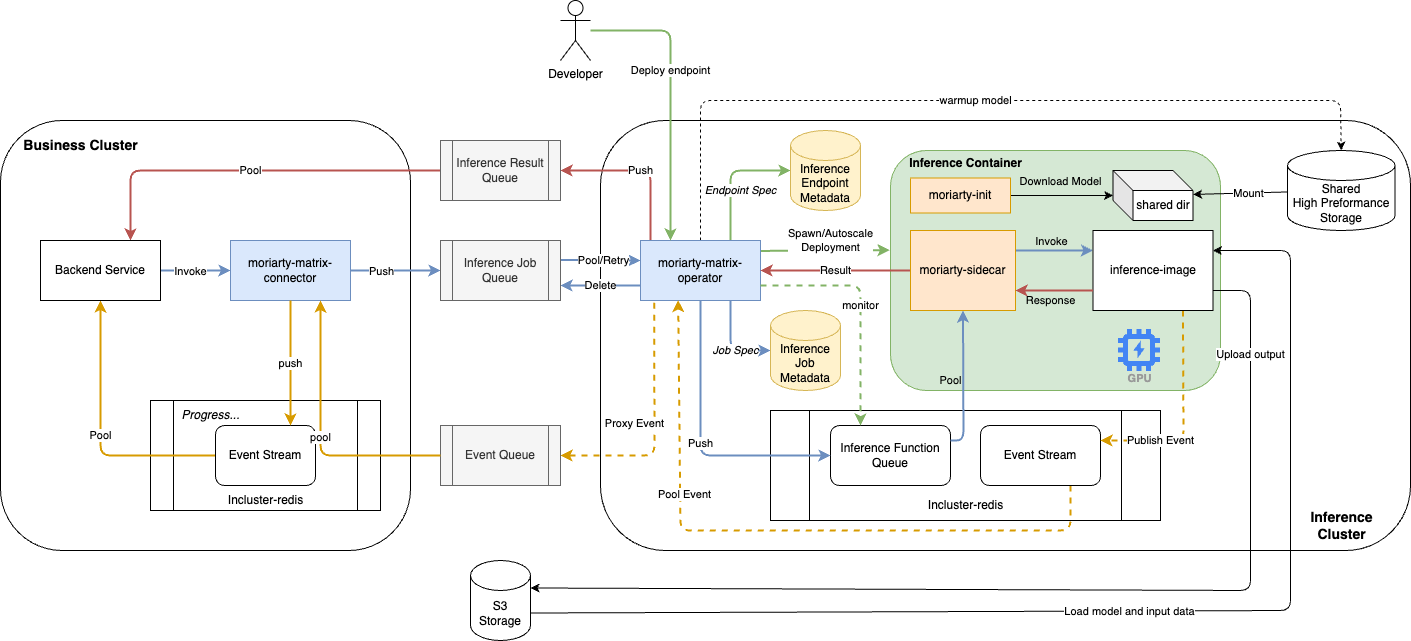 Developer
Deploy endpoint
warmup model
Business Cluster
Inference Result
Queue
Pool
Push
Inference
Endpoint
Metadata
Endpoint Spec
Inference Container
moriarty-init
Download Model
shared dir
Mount
Shared
High Preformance
Storage
Backend Service
Invoke
moriarty-matrix-
connector
Push
Inference Job
Queue
Pool/Retry
Delete
moriarty-matrix-
operator
Spawn/Autoscale
Deployment
Result
monitor
moriarty-sidecar
Invoke
Response
inference-image
GPU
Upload output
push
Job Spec
Inference
Job
Metadata
Pool
Progress...
Pool
Event Stream
pool
Incluster-redis
Event Queue
Proxy Event
Push
Pool Event
Inference Function
Queue
Event Stream
Publish Event
Incluster-redis
Inference
Cluster
S3
Storage
Load model and input data